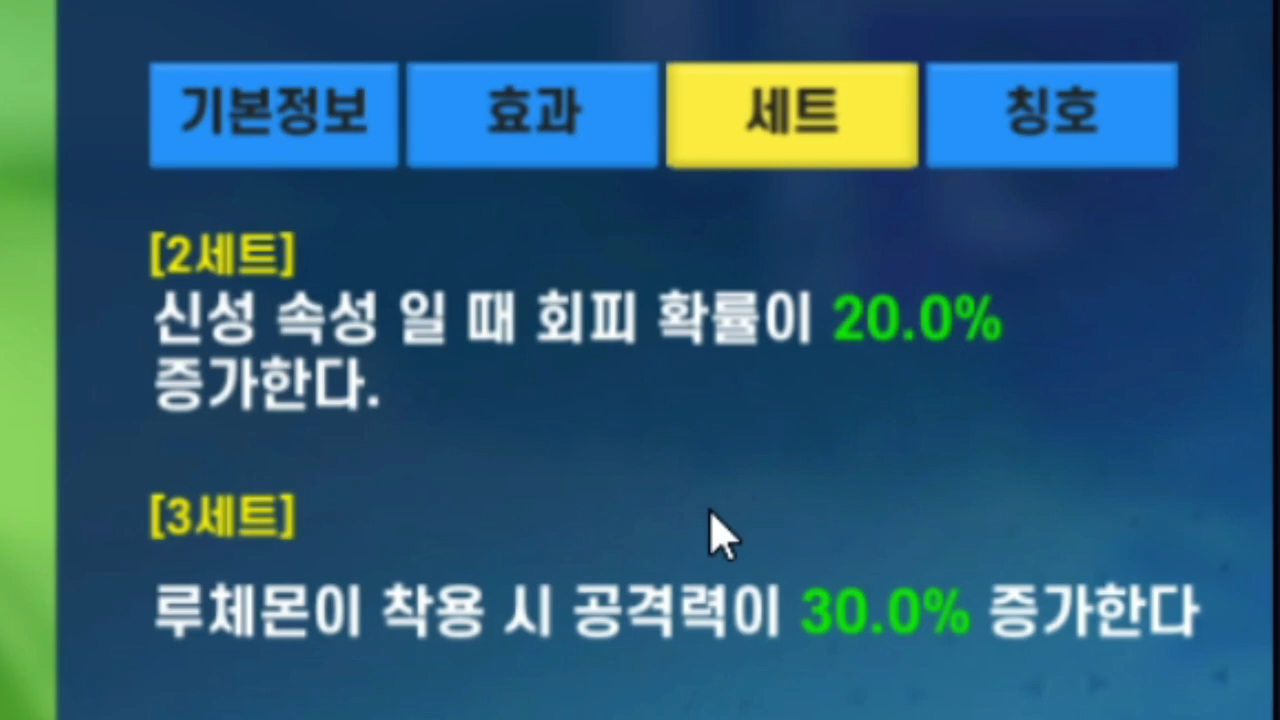 기본정보 효과 세트 칭호
[2세트]
신성 속성 일 때 회피 확률이 20.0%
증가한다.
[3세트]
루체몬이 착용 시 공격력이 30.0% 증가한다